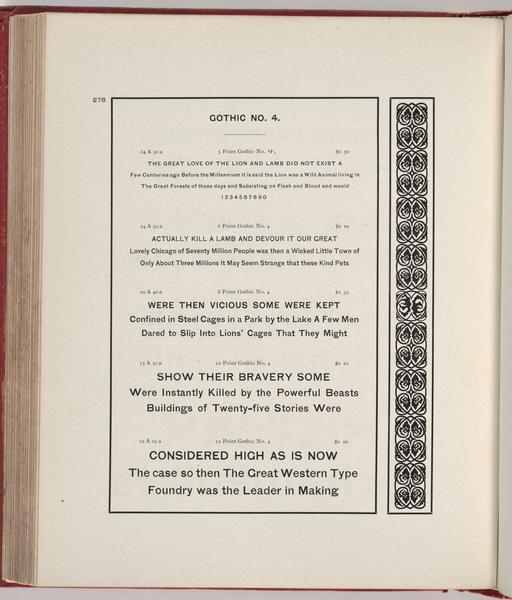 276
GOTHIC NO. 4.
24 A 50 a 5 Point Gothic No. 4,
THE GREAT LOVE OF THE LION AND LAMB DID NOT EXIST A
Few Centuries ago Before the Millennium it is said the Lion was a Wild Animal living in
The Great Forests of those days and Subsisting on Flesh and Blood and would
1234567890
6 Point Gothic No. 4
ACTUALLY KILL A LAMB AND DEVOUR IT OUR GREAT
Lovely Chicago of Seventy Million People was then a Wicked Little Town of
Only About Three Millions It May Seem Strange that these Kind Pets
20 A 40 a 8 Point Gothic No. 4
WERE THEN VICIOUS SOME WERE KEPT
Confined in Steel Cages in a Park by the Lake A Few Men
Dared to Slip Into Lions' Cages That They Might
15 A 30 a 10 Point Gothic No. 4
SHOW THEIR BRAVERY SOME
Were Instantly Killed by the Powerful Beasts
Buildings of Twenty-five Stories Were
12 A 25 a 12 Point Gothic No. 4
CONSIDERED HIGH AS IS NOW
The case so then The Great Western Type
Foundry was the Leader in Making